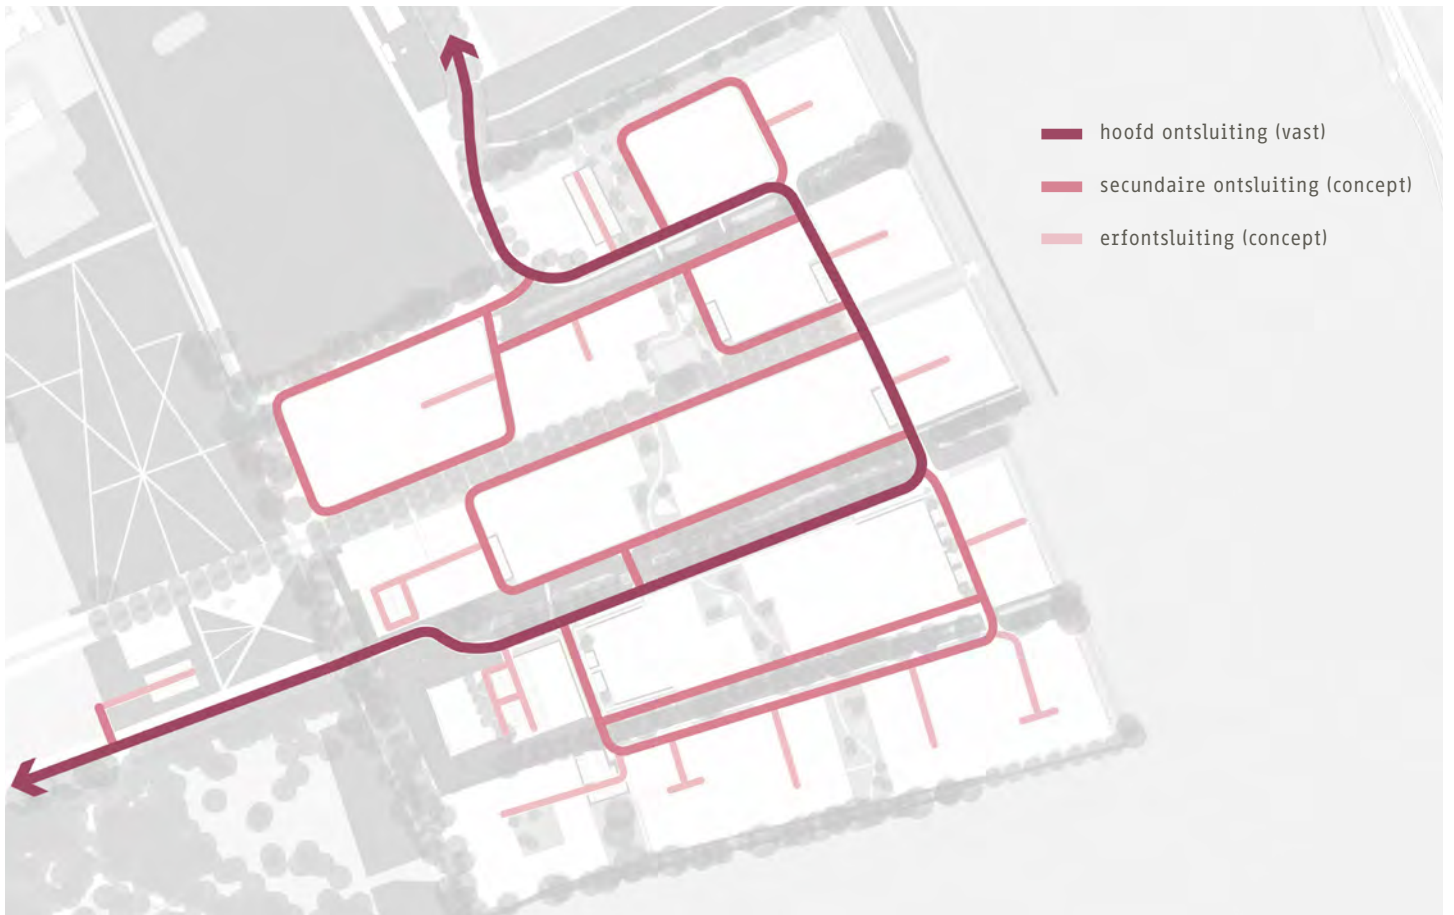 hoofd ontsluiting (vast)
secundaire ontsluiting (concept)
erfontsluiting (concept)